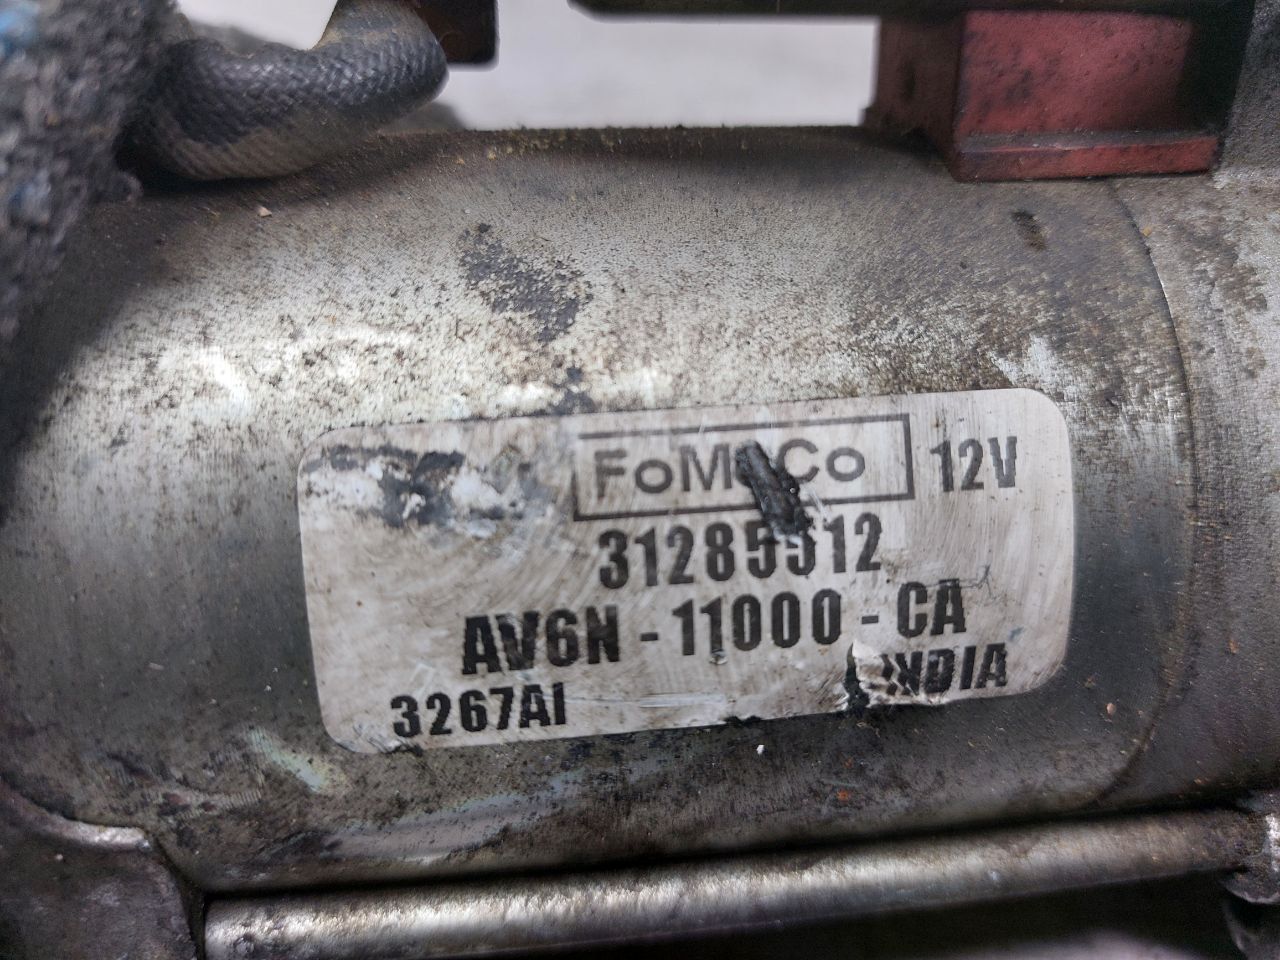 FoMoCo 12V
31285512
AV6N-11000-CA
INDIA
3267AI